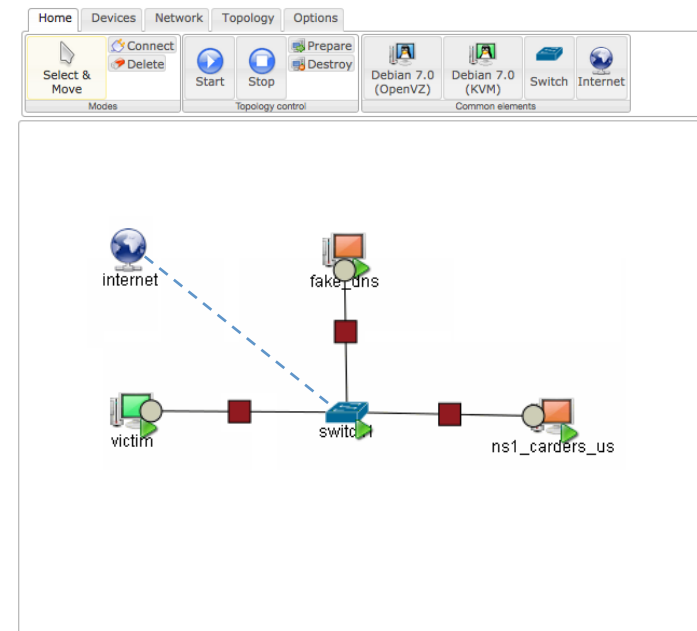 Home Devices Network Topology Options
Select & Move
Connect
Delete
Modes
Start
Stop
Prepare
Destroy
Topology control
Debian 7.0 (OpenVZ)
Debian 7.0 (KVM)
Switch
Internet
Common elements
internet
fake_dns
victim
ns1_carders_us